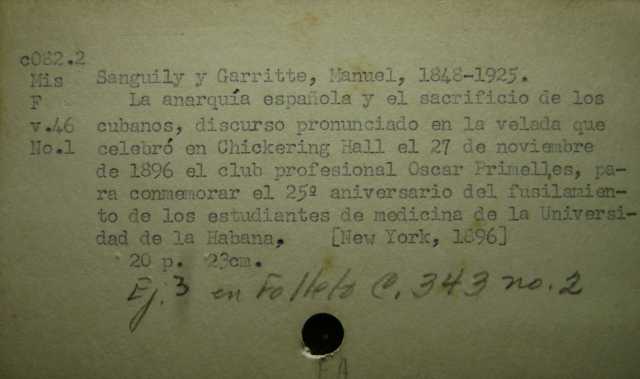 c082.2
Mis Sanguily y Garritte, Manuel, 1848-1925.
F La anarquía española y el sacrificio de los
v.46 cubanos, discurso pronunciado en la velada que
No.1 celebró en Chickering Hall el 27 de noviembre
de 1896 el club profesional Oscar Primelles, pa-
ra conmemorar el 25º aniversario del fusilamien-
to de los estudiantes de medicina de la Universi-
dad de la Habana. [New York, 1896]
20 p. 23cm.
Ej. 3 en Folleto C. 343 no. 2
FA